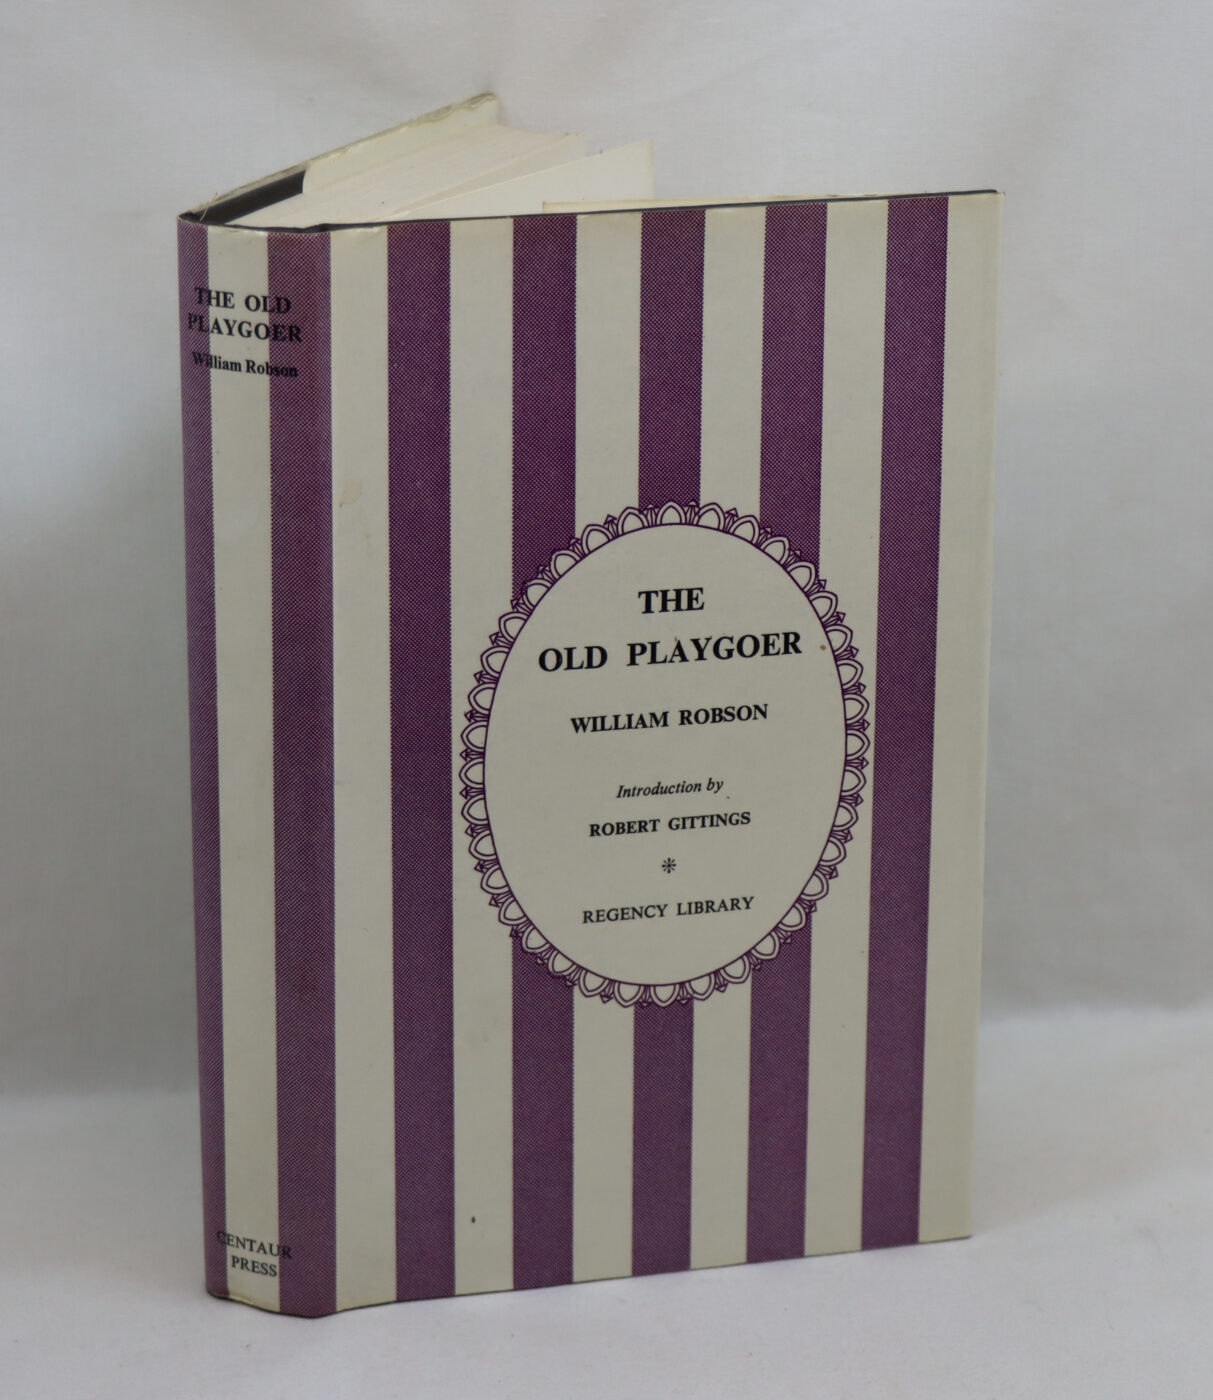 THE OLD
PLAYGOER
William Robson
CENTAUR
PRESS
THE
OLD PLAYGOER
WILLIAM ROBSON
Introduction by
ROBERT GITTINGS
REGENCY LIBRARY